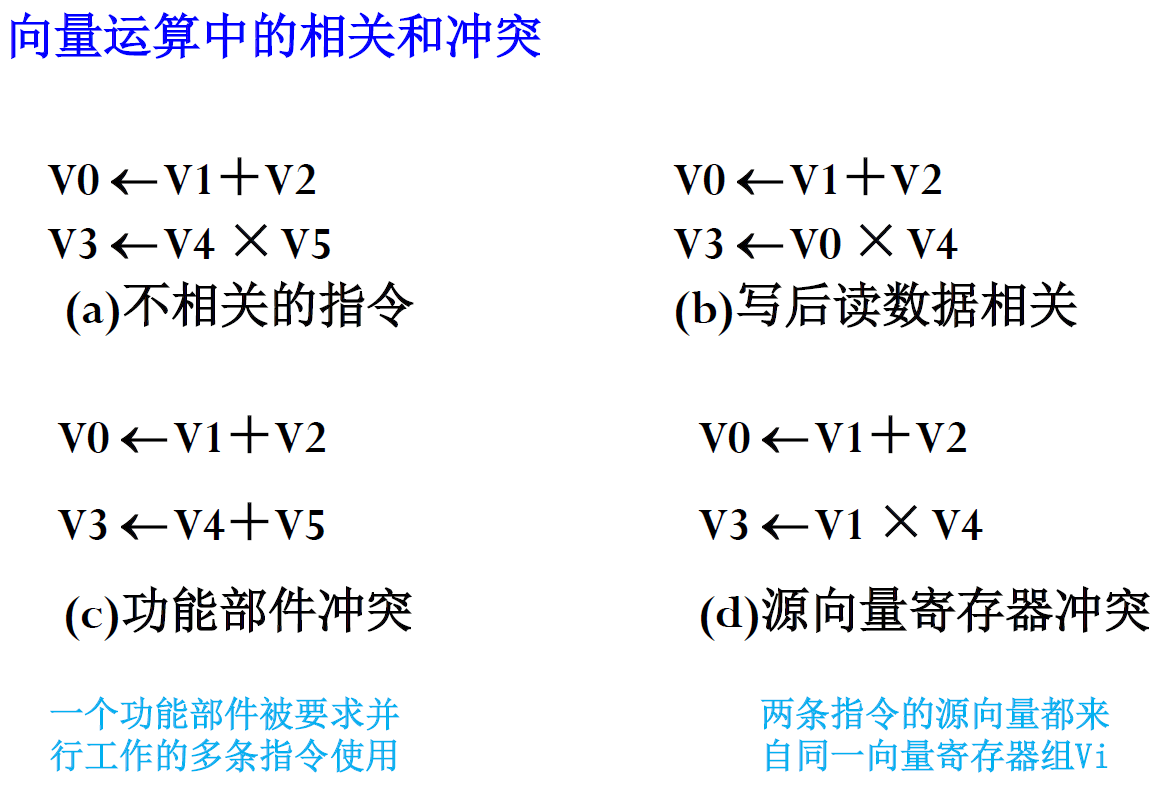 向量运算中的相关和冲突
V0 ←V1＋V2
V3 ←V4 × V5
(a)不相关的指令
V0 ←V1＋V2
V3 ←V0 × V4
(b)写后读数据相关
V0 ←V1＋V2
V3 ←V4＋V5
(c)功能部件冲突
一个功能部件被要求并
行工作的多条指令使用
V0 ←V1＋V2
V3 ←V1 × V4
(d)源向量寄存器冲突
两条指令的源向量都来
自同一向量寄存器组Vi